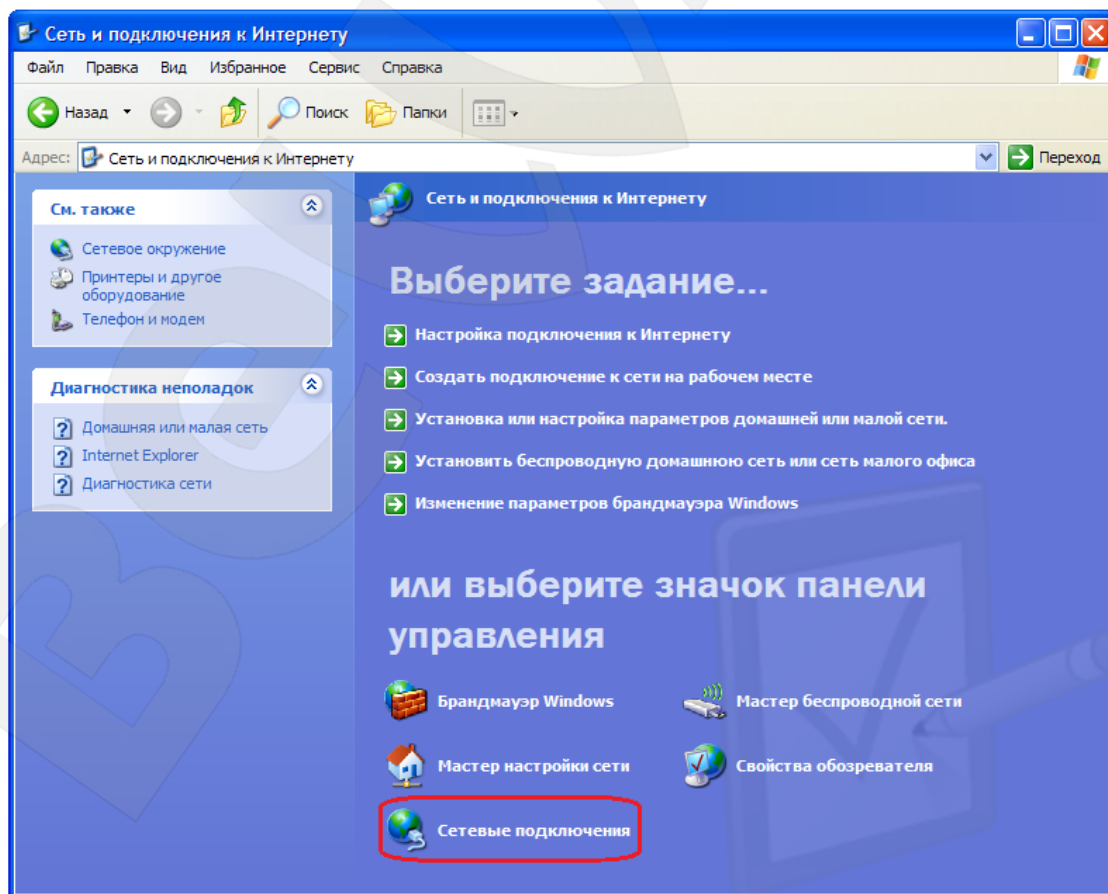 Сеть и подключения к Интернету
Файл Правка Вид Избранное Сервис Справка
Назад Поиск Папки
Адрес: Сеть и подключения к Интернету Переход
См. также
Сетевое окружение
Принтеры и другое
оборудование
Телефон и модем
Диагностика неполадок
Домашняя или малая сеть
Internet Explorer
Диагностика сети
Сеть и подключения к Интернету
Выберите задание...
Настройка подключения к Интернету
Создать подключение к сети на рабочем месте
Установка или настройка параметров домашней или малой сети.
Установить беспроводную домашнюю сеть или сеть малого офиса
Изменение параметров брандмауэра Windows
или выберите значок панели
управления
Брандмауэр Windows
Мастер беспроводной сети
Мастер настройки сети
Свойства обозревателя
Сетевые подключения